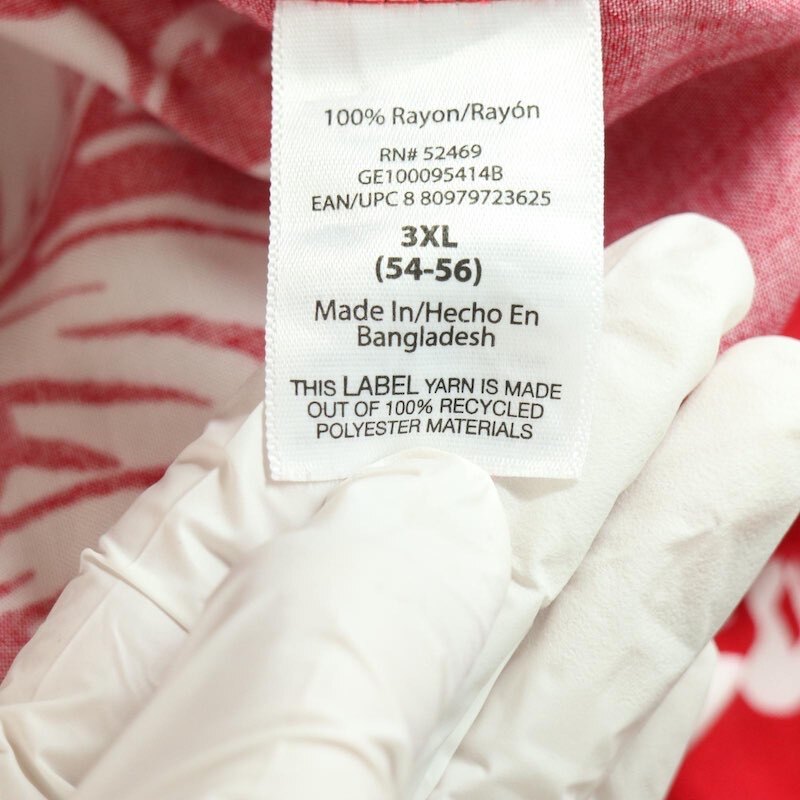 100% Rayon/Rayón
RN# 52469
GE100095414B
EAN/UPC 8 80979723625
3XL
(54-56)
Made In/Hecho En
Bangladesh
THIS LABEL YARN IS MADE
OUT OF 100% RECYCLED
POLYESTER MATERIALS